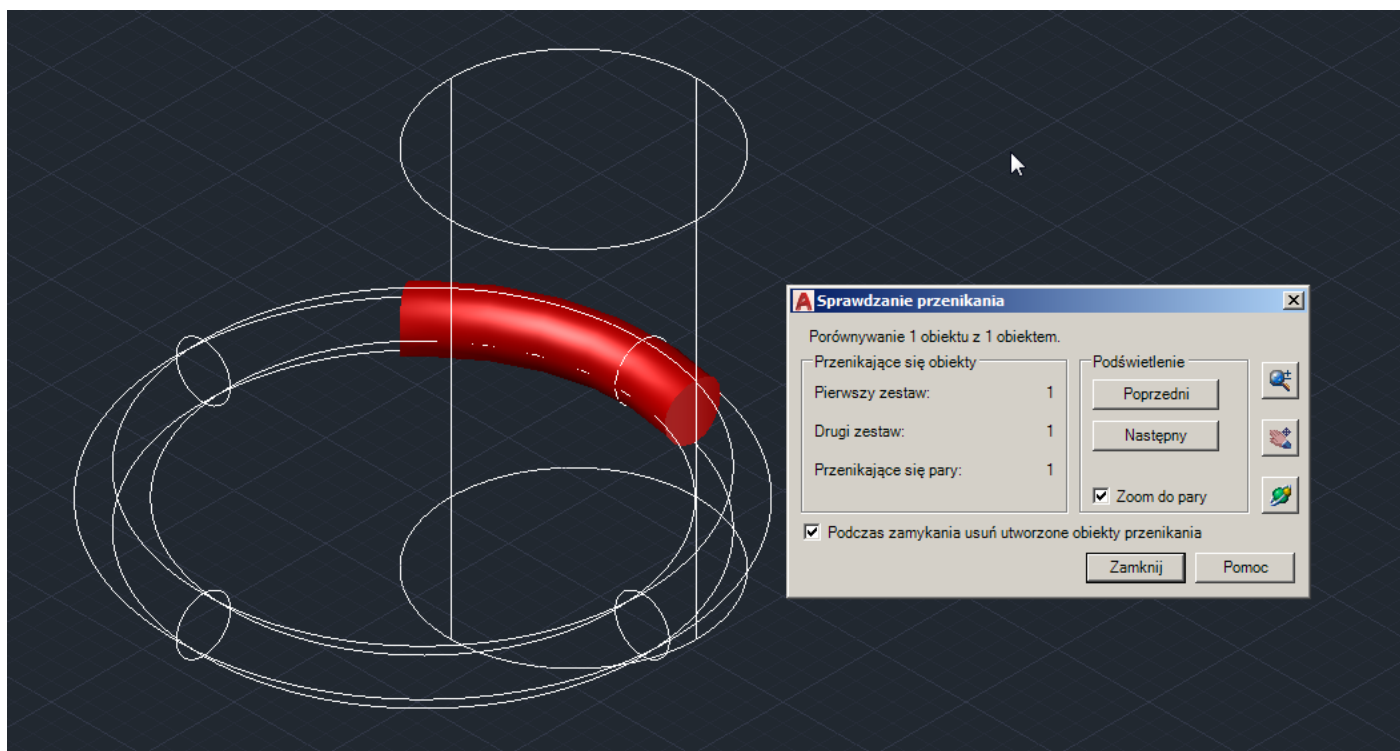 Sprawdzanie przenikania
Porównywanie 1 obiektu z 1 obiektem.
Przenikające się obiekty
Pierwszy zestaw: 1
Drugi zestaw: 1
Przenikające się pary: 1
Podświetlenie
Poprzedni
Następny
Zoom do pary
Podczas zamykania usuń utworzone obiekty przenikania
Zamknij
Pomoc